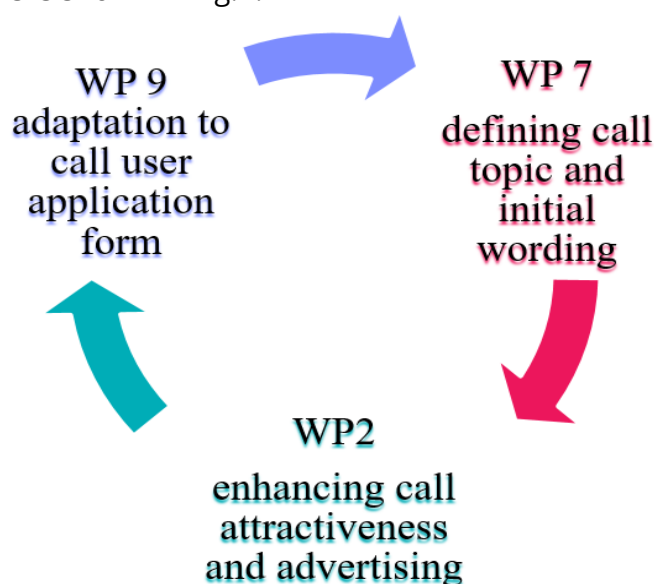 WP 9
adaptation to
call user
application
form
WP 7
defining call
topic and
initial
wording
WP2
enhancing call
attractiveness
and advertising